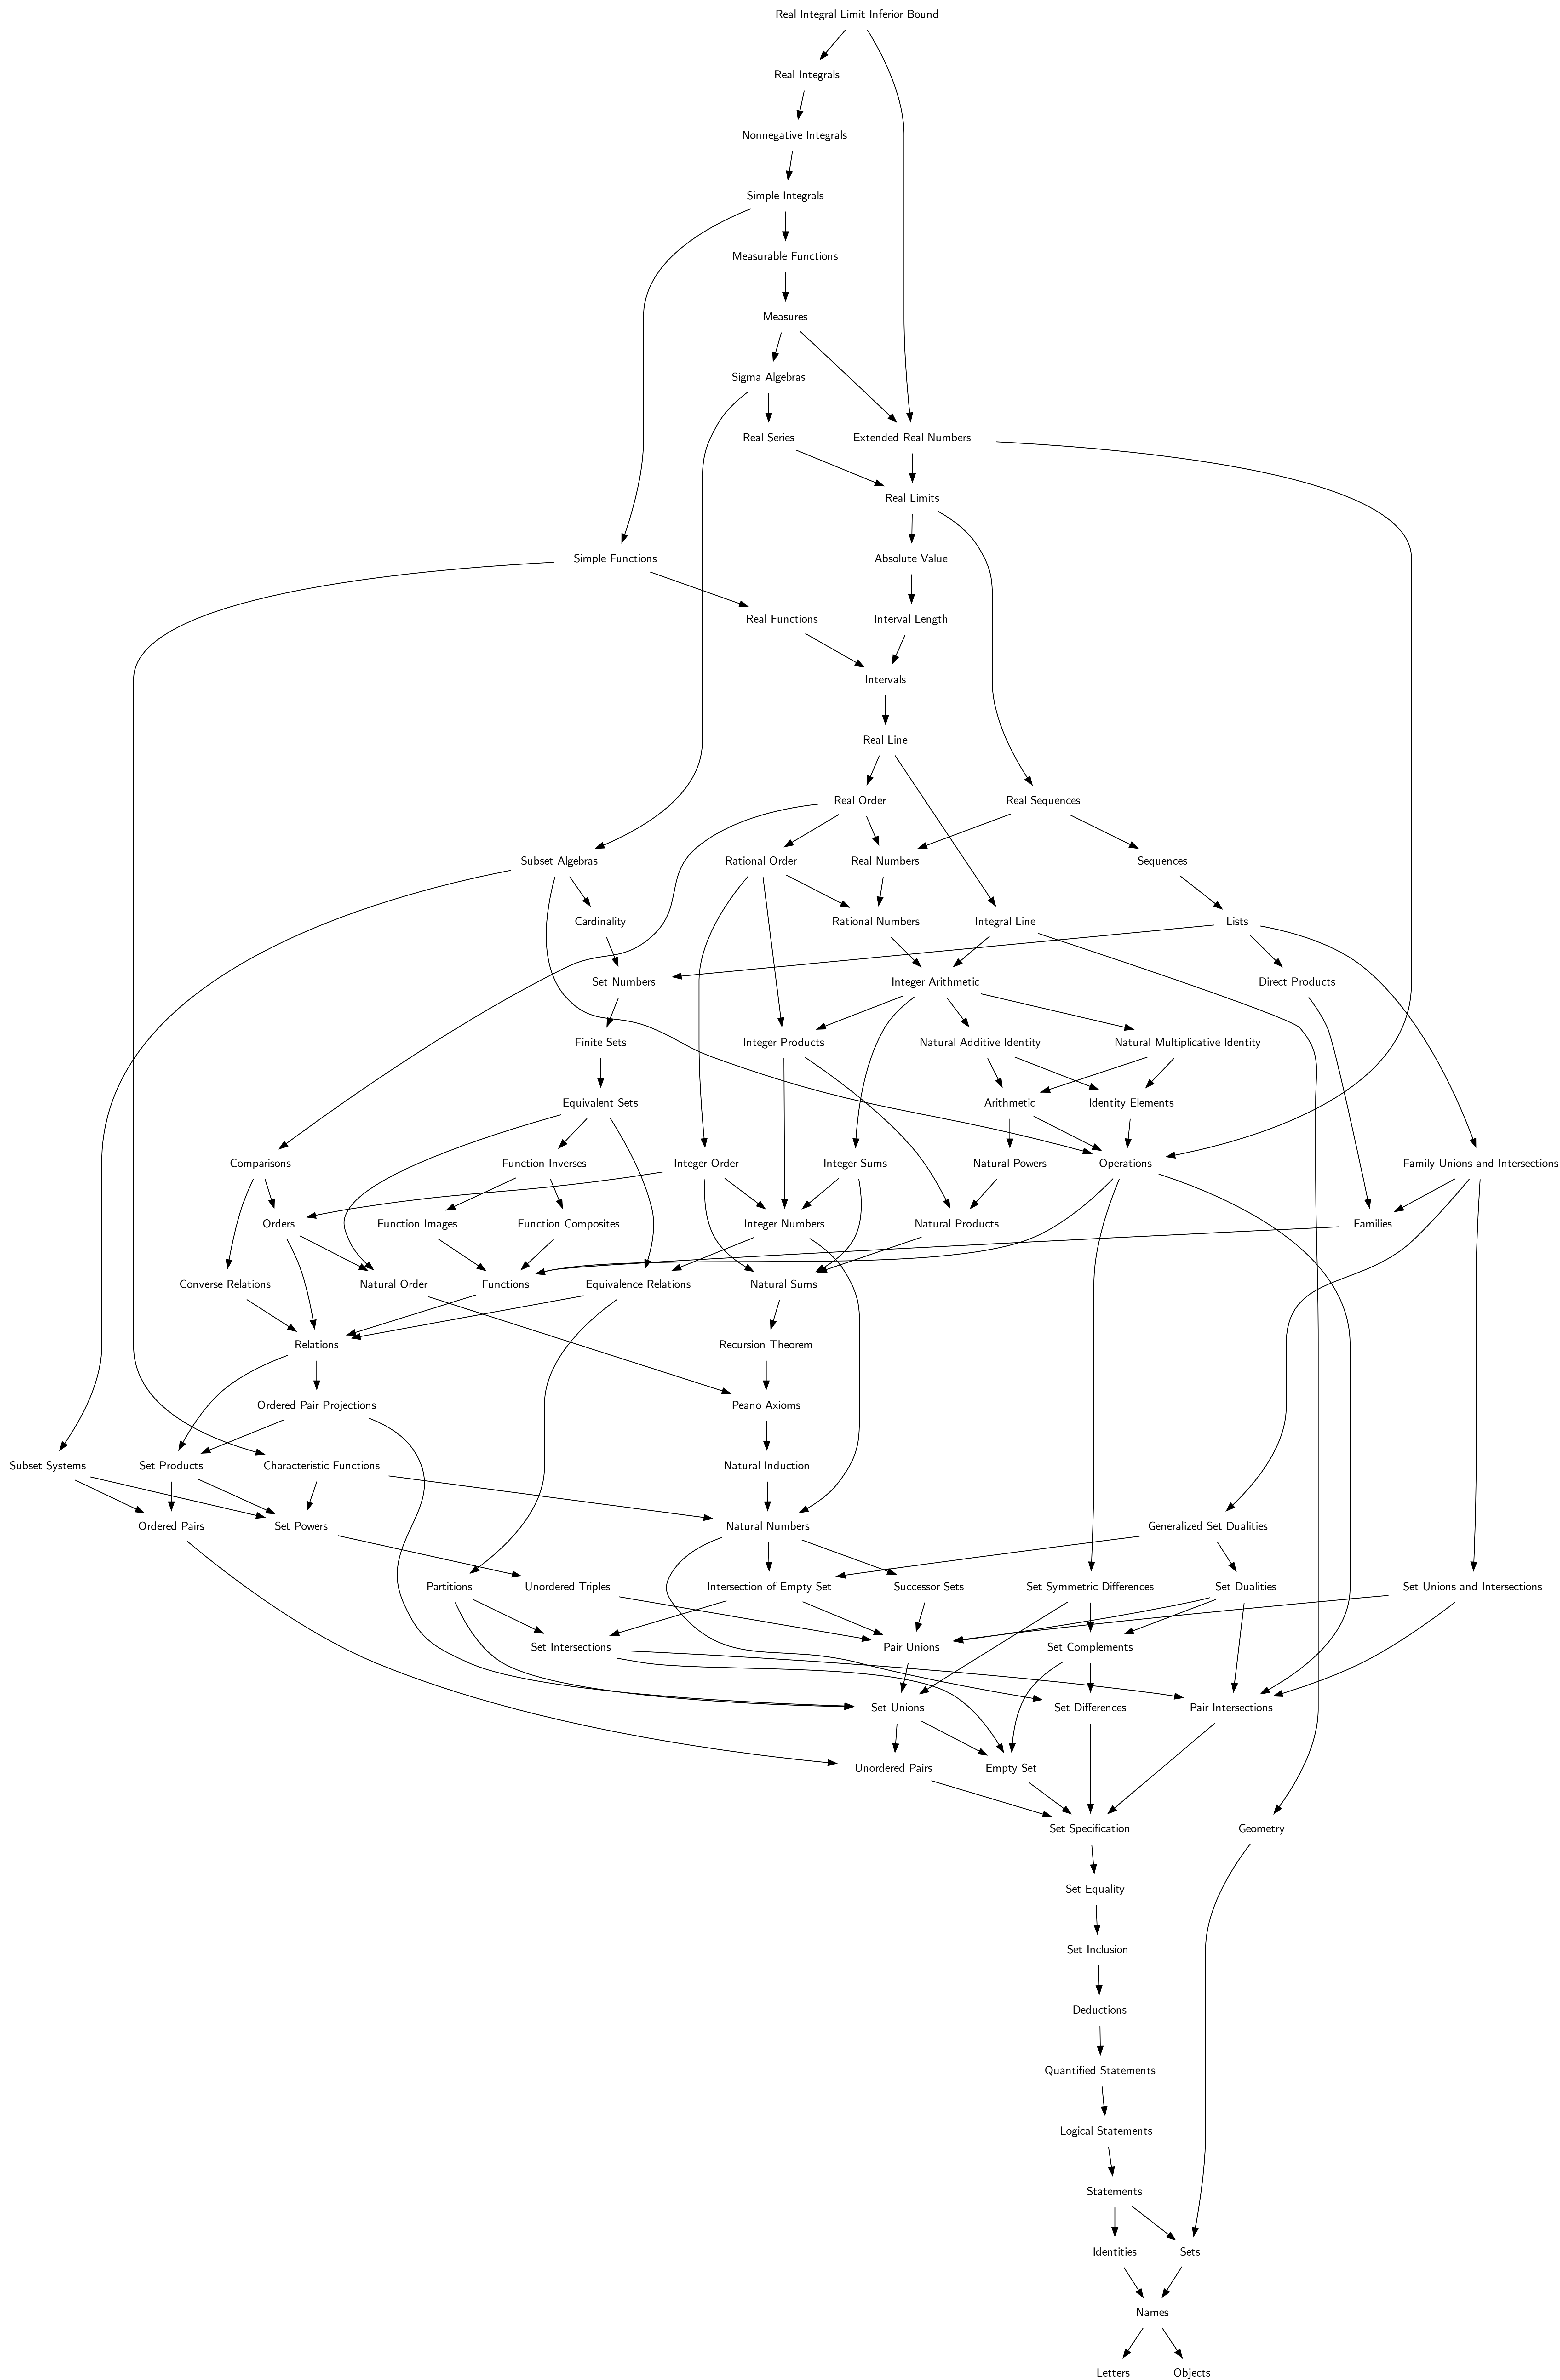 Real Integral Limit Inferior Bound
Real Integrals
Nonnegative Integrals
Simple Integrals
Measurable Functions
Measures
Sigma Algebras
Real Series
Extended Real Numbers
Real Limits
Simple Functions
Absolute Value
Real Functions
Interval Length
Intervals
Real Line
Real Order
Real Sequences
Subset Algebras
Rational Order
Real Numbers
Sequences
Cardinality
Rational Numbers
Integral Line
Lists
Set Numbers
Integer Arithmetic
Direct Products
Finite Sets
Integer Products
Natural Additive Identity
Natural Multiplicative Identity
Equivalent Sets
Arithmetic
Identity Elements
Comparisons
Function Inverses
Integer Order
Integer Sums
Natural Powers
Operations
Family Unions and Intersections
Orders
Function Images
Function Composites
Integer Numbers
Natural Products
Families
Converse Relations
Natural Order
Functions
Equivalence Relations
Natural Sums
Relations
Recursion Theorem
Ordered Pair Projections
Peano Axioms
Subset Systems
Set Products
Characteristic Functions
Natural Induction
Ordered Pairs
Set Powers
Natural Numbers
Generalized Set Dualities
Partitions
Unordered Triples
Intersection of Empty Set
Successor Sets
Set Symmetric Differences
Set Dualities
Set Unions and Intersections
Set Intersections
Pair Unions
Set Complements
Set Unions
Set Differences
Pair Intersections
Unordered Pairs
Empty Set
Set Specification
Geometry
Set Equality
Set Inclusion
Deductions
Quantified Statements
Logical Statements
Statements
Identities
Sets
Names
Letters
Objects